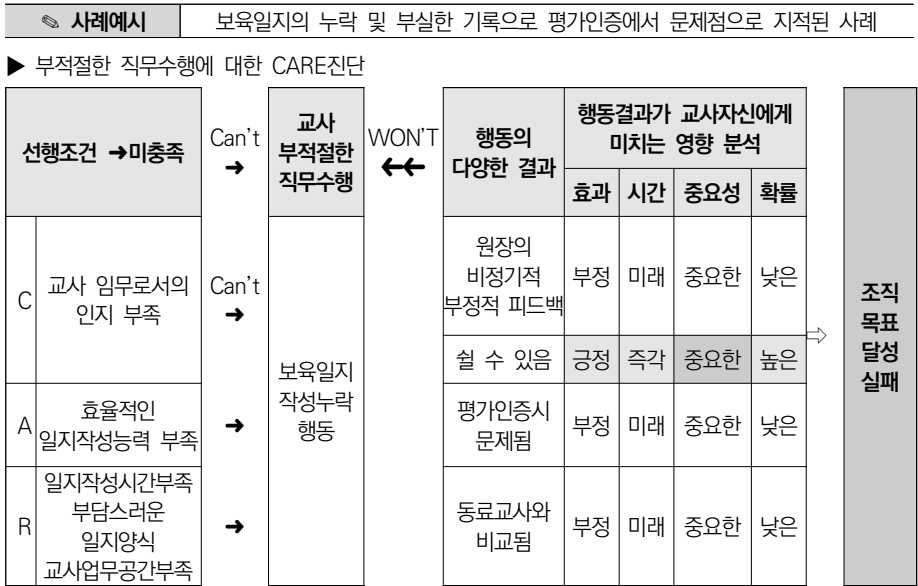 ✎ 사례예시 보육일지의 누락 및 부실한 기록으로 평가인증에서 문제점으로 지적된 사례
▶ 부적절한 직무수행에 대한 CARE진단
선행조건 ➜미충족
Can't
➜
교사
부적절한
직무수행
WON'T
←←
행동의
다양한 결과
행동결과가 교사자신에게
미치는 영향 분석
효과 시간 중요성 확률
C
교사 임무로서의
인지 부족
Can't
➜
보육일지
작성누락
행동
원장의
비정기적
부정적 피드백
부정 미래 중요한 낮은
쉴 수 있음 긍정 즉각 중요한 높은
A
효율적인
일지작성능력 부족
➜
평가인증시
문제됨
부정 미래 중요한 낮은
R
일지작성시간부족
부담스러운
일지양식
교사업무공간부족
➜
동료교사와
비교됨
부정 미래 중요한 낮은
⇨
조직
목표
달성
실패